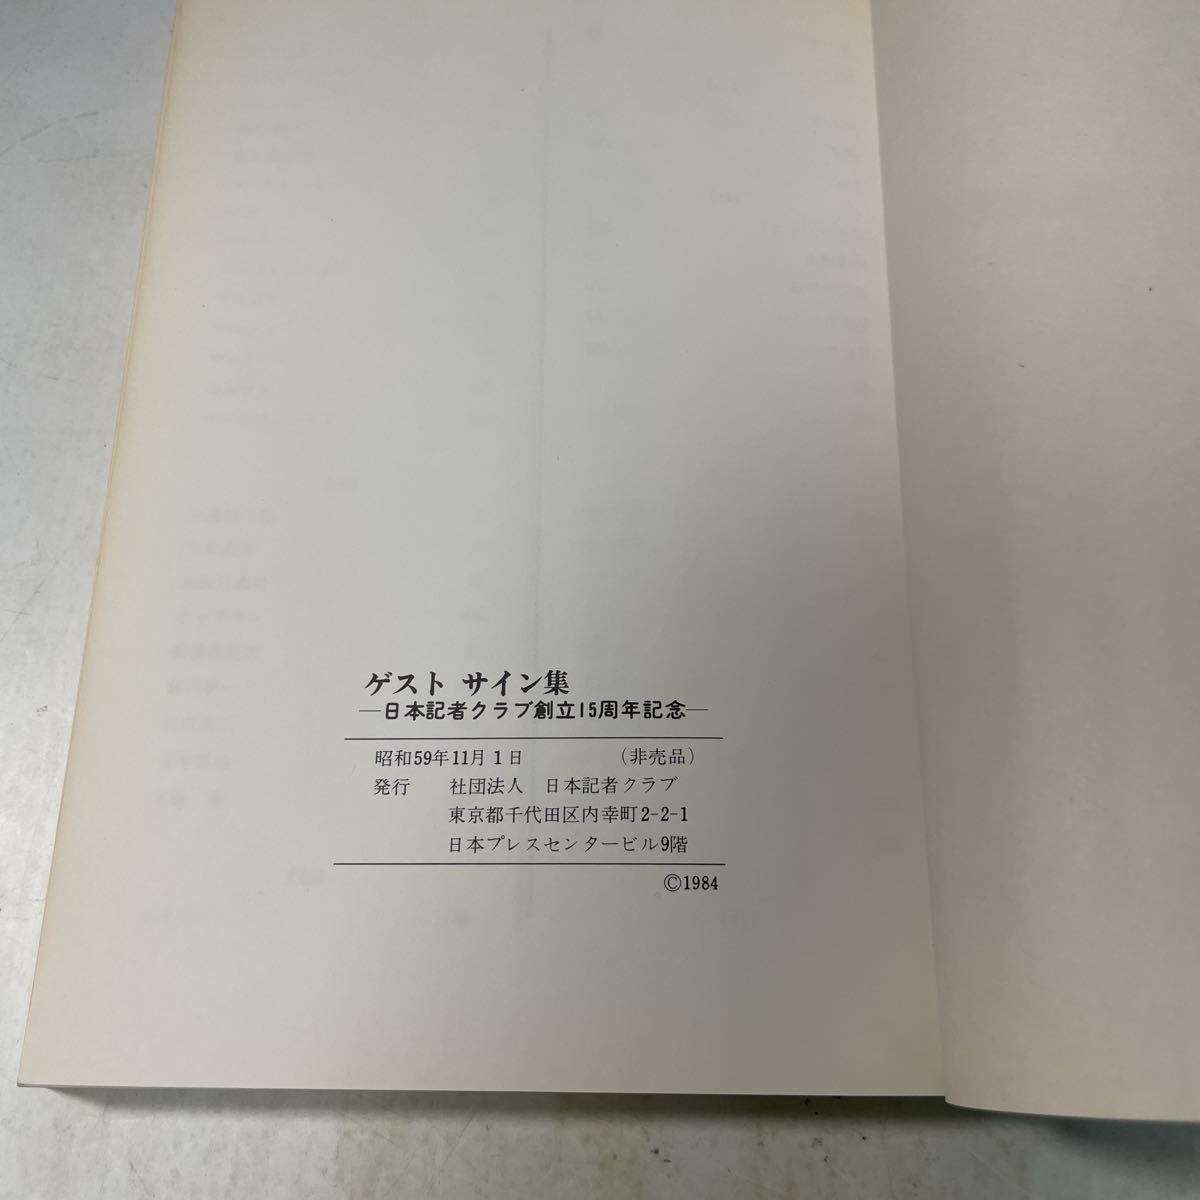 ゲスト サイン集
―日本記者クラブ創立15周年記念―
昭和59年11月1日 (非売品)
発行 社団法人 日本記者クラブ
東京都千代田区内幸町2-2-1
日本プレスセンタービル9階
©1984